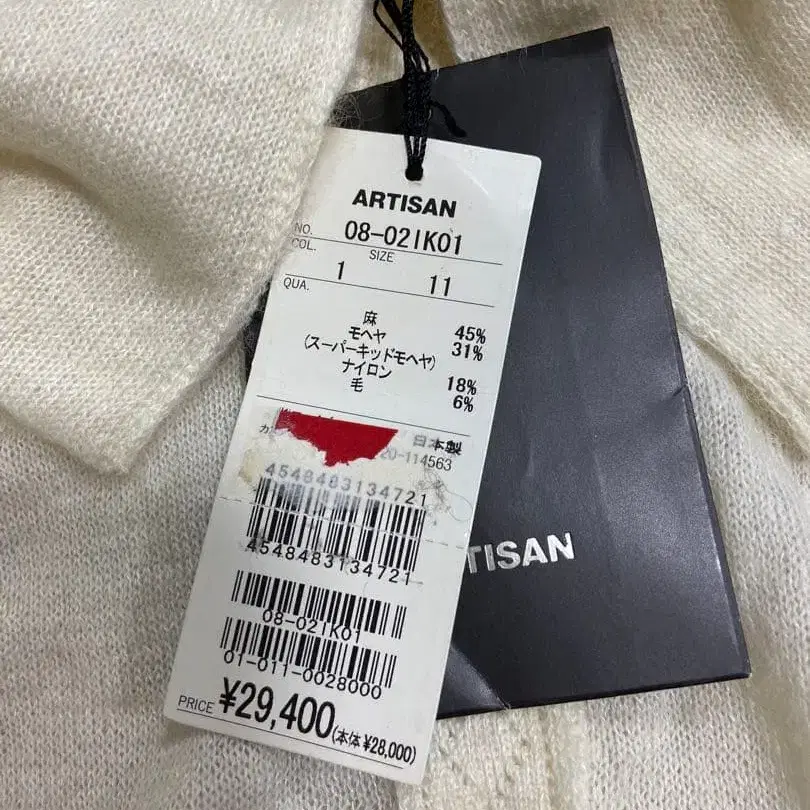 ARTISAN
NO. 08-02IK01
COL. SIZE
1 11
QUA.
麻 45%
モヘヤ 31%
(スーパーキッドモヘヤ)
ナイロン 18%
毛 6%
日本製
20-114563
4548483134721
4548483134721
08-02IK01
01-011-0028000
PRICE ¥29,400(本体¥28,000)
TISAN